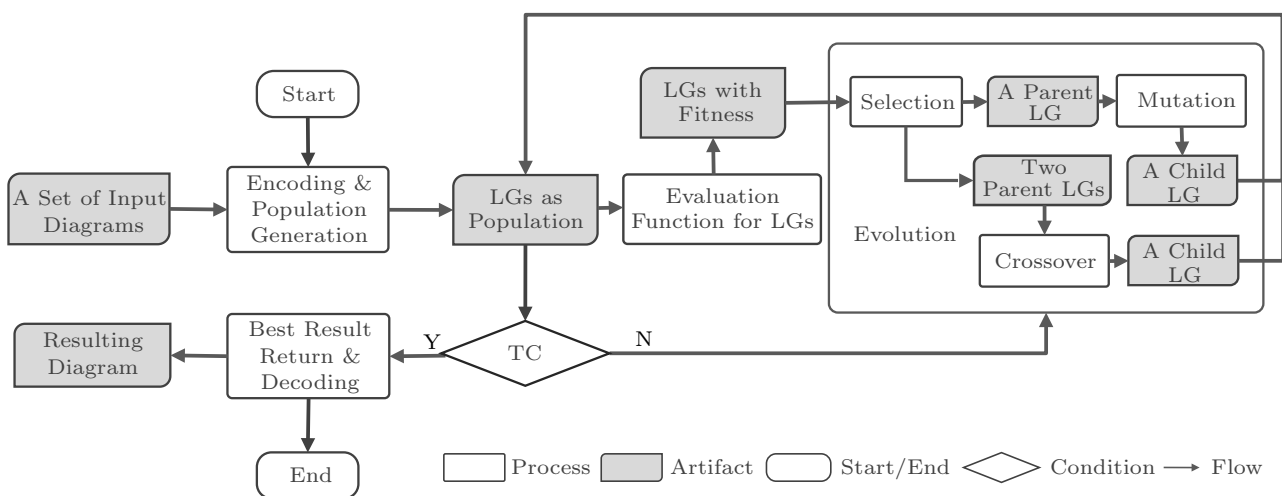 Start
A Set of Input
Diagrams
Encoding &
Population
Generation
LGs as
Population
Evaluation
Function for LGs
LGs with
Fitness
Selection
A Parent
LG
Mutation
Two
Parent LGs
A Child
LG
Evolution
Crossover
A Child
LG
Resulting
Diagram
Best Result
Return &
Decoding
Y
TC
N
End
Process
Artifact
Start/End
Condition
Flow